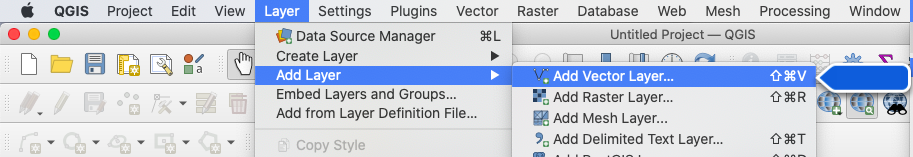 QGIS Project Edit View Layer Settings Plugins Vector Raster Database Web Mesh Processing Window
Untitled Project — QGIS
Data Source Manager ⌘L
Create Layer
Add Layer
Embed Layers and Groups...
Add from Layer Definition File...
Copy Style
Add Vector Layer... ⇧⌘V
Add Raster Layer... ⇧⌘R
Add Mesh Layer...
Add Delimited Text Layer... ⇧⌘T